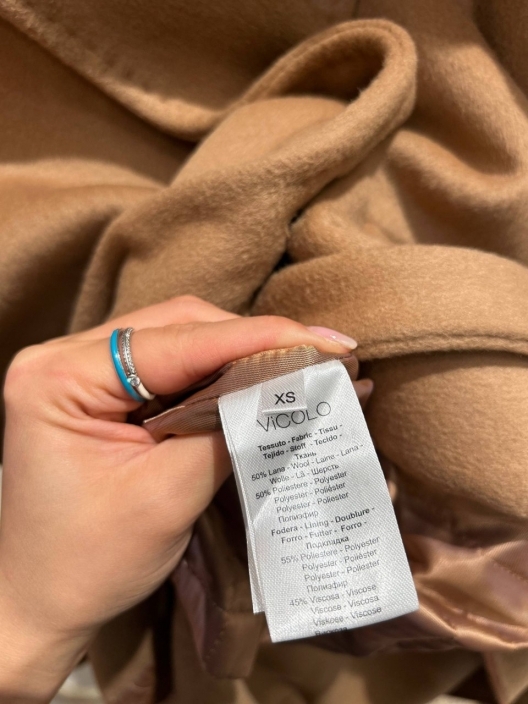 XS
ViCOLO
Tessuto - Fabric - Tissu -
Tejido - Stoff - Tecido -
Ткань
50% Lana - Wool - Laine - Lana -
Wolle - Lã - Шерсть
50% Poliestere - Polyester -
Polyester - Poliéster -
Polyester - Poliéster
Полиэфир
Fodera - Lining - Doublure -
Forro - Futter - Forro -
Подкладка
55% Poliestere - Polyester
Polyester - Poliéster
Polyester - Poliéster
Полиэфир
45% Viscosa - Viscose
Viscose - Viscosa
Viskose - Viscose